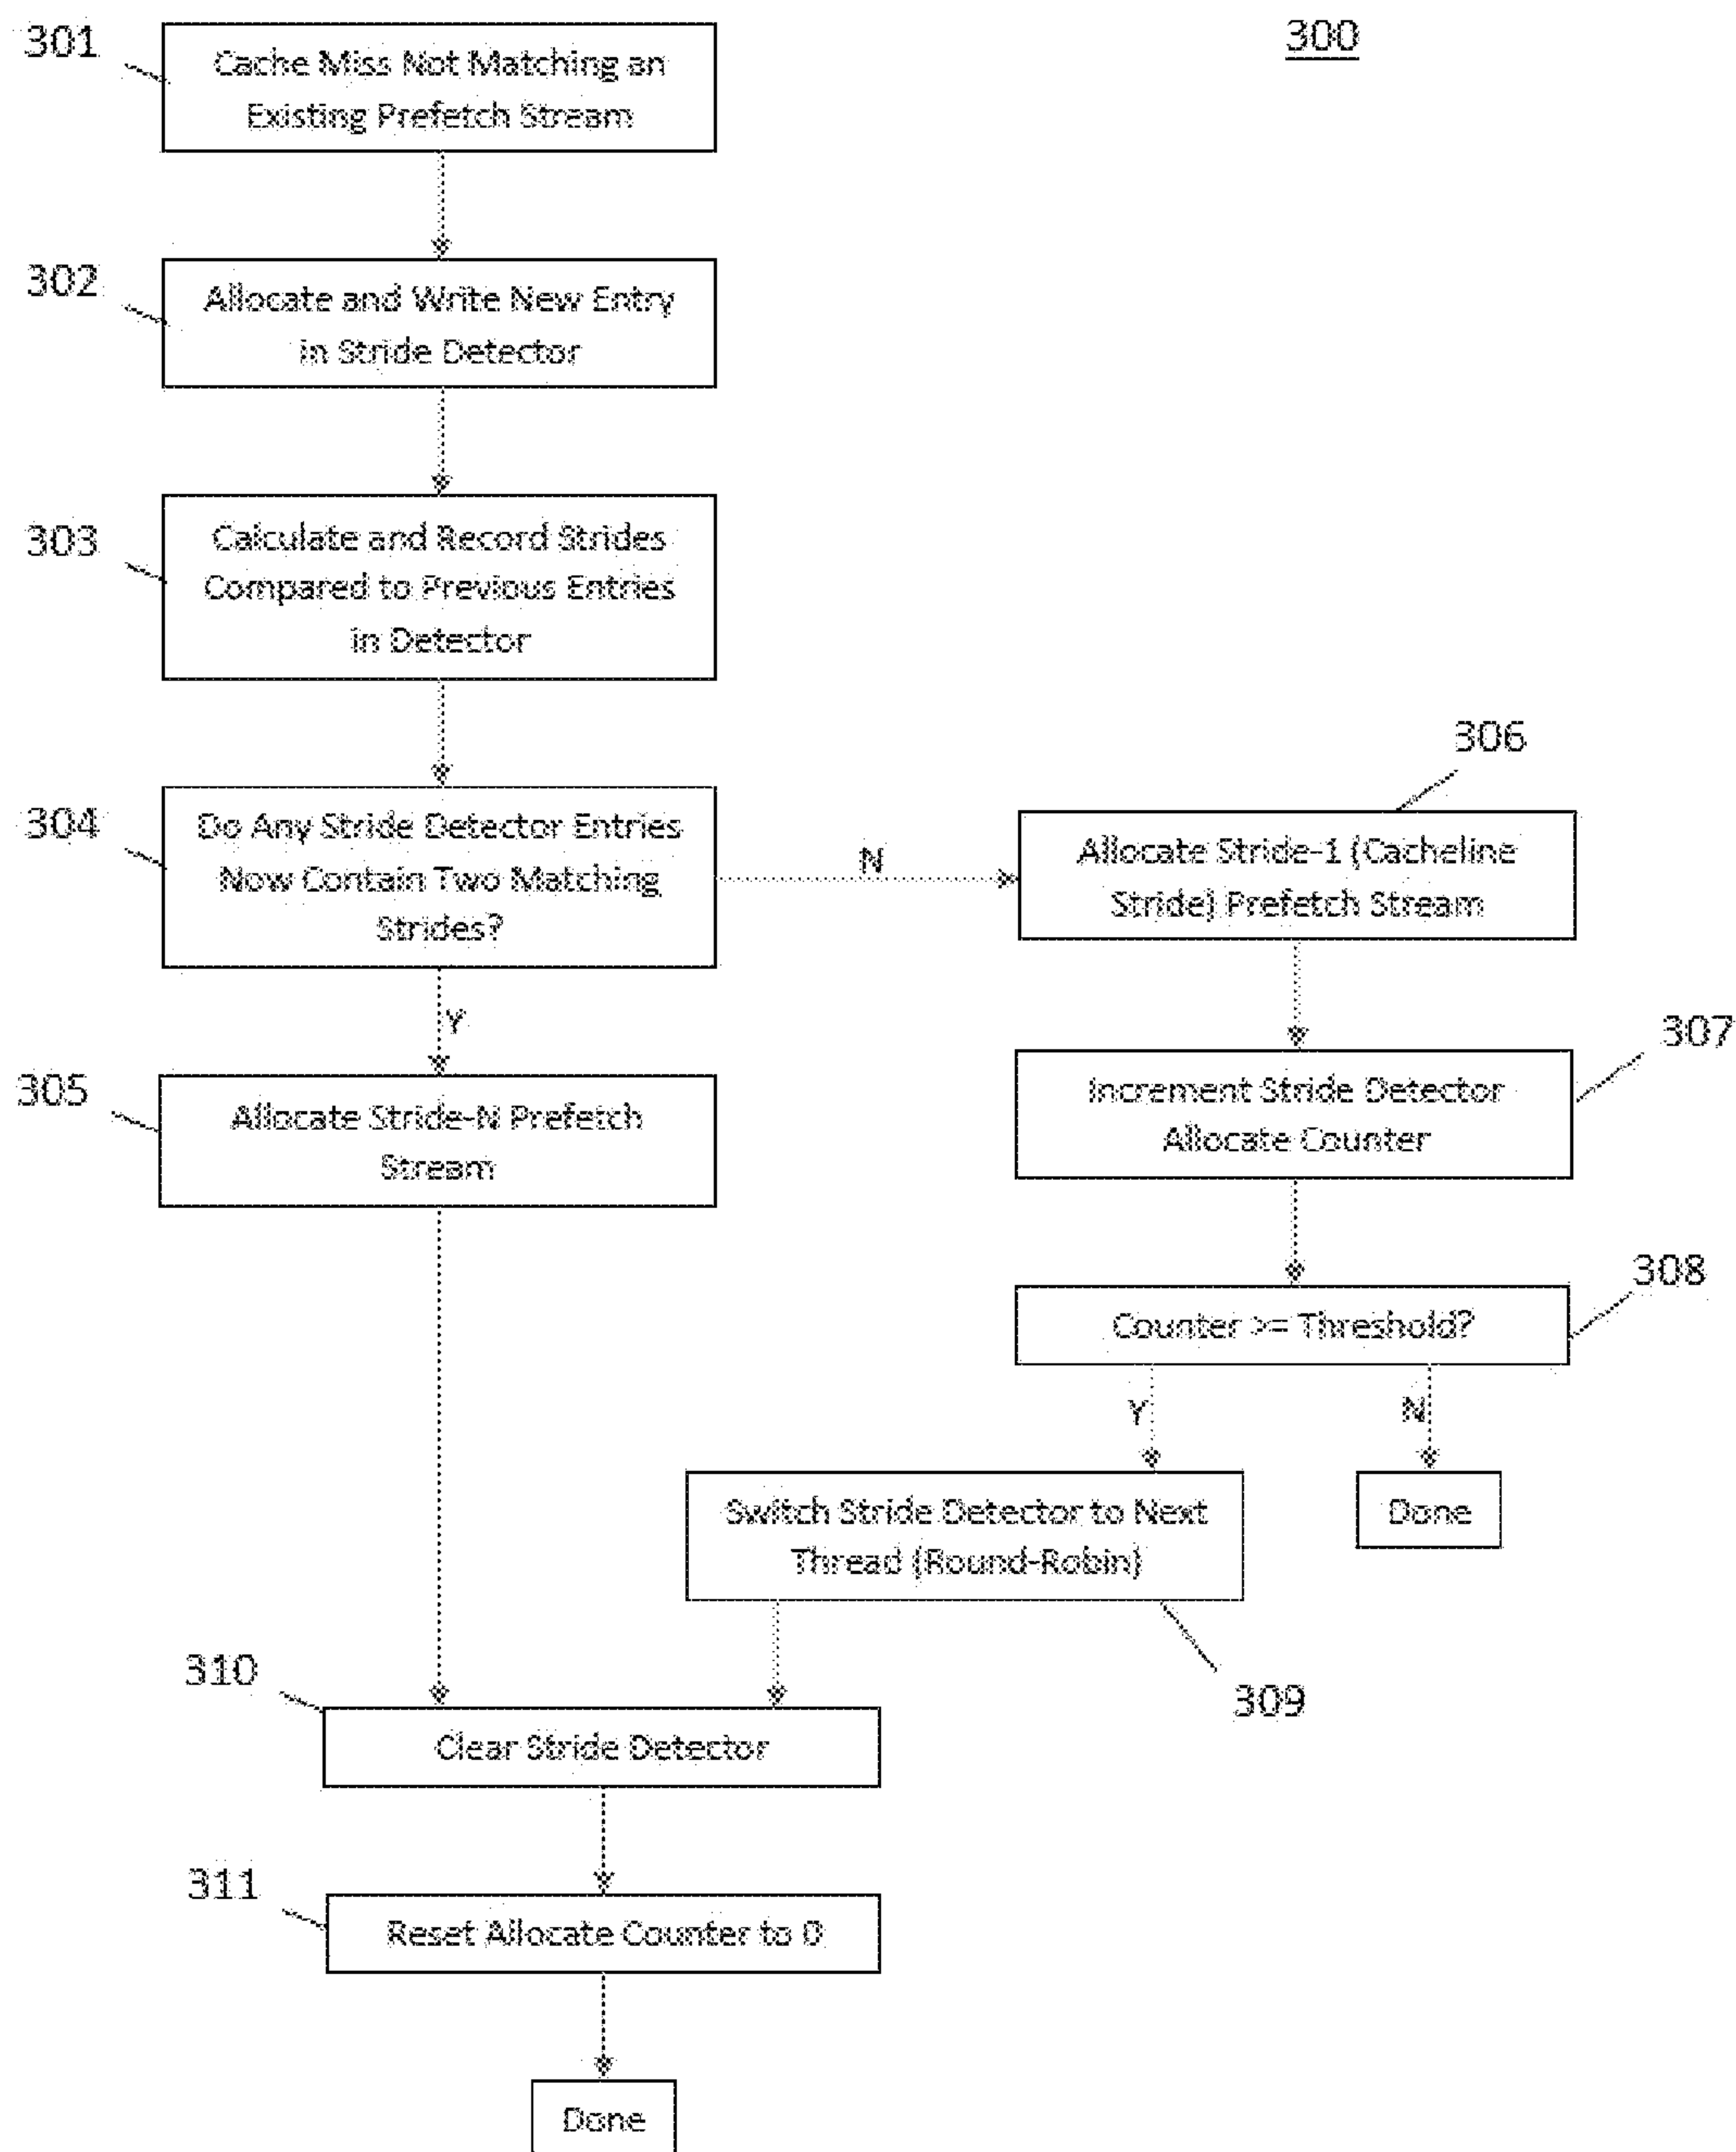 300
301
Cache Miss Not Matching an
Existing Prefetch Stream
302
Allocate and Write New Entry
in Stride Detector
303
Calculate and Record Strides
Compared to Previous Entries
in Detector
304
Do Any Stride Detector Entries
Now Contain Two Matching
Strides?
N
Y
306
Allocate Stride-1 (Cacheline
Stride) Prefetch Stream
305
Allocate Stride-N Prefetch
Stream
307
Increment Stride Detector
Allocate Counter
308
Counter >= Threshold?
Y
N
Switch Stride Detector to Next
Thread (Round-Robin)
Done
309
310
Clear Stride Detector
311
Reset Allocate Counter to 0
Done